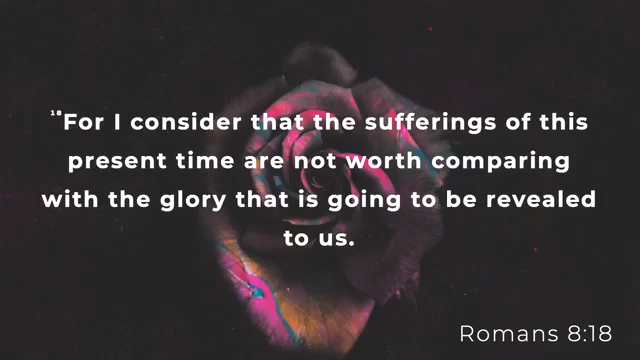 ¹⁸For I consider that the sufferings of this
present time are not worth comparing
with the glory that is going to be revealed
to us.
Romans 8:18